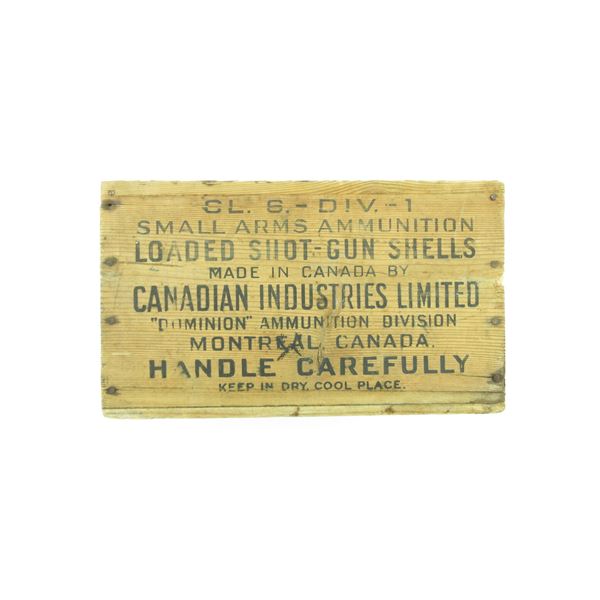 CL. 6.-DIV.-1
SMALL ARMS AMMUNITION
LOADED SHOT-GUN SHELLS
MADE IN CANADA BY
CANADIAN INDUSTRIES LIMITED
"DOMINION" AMMUNITION DIVISION
MONTREAL, CANADA.
HANDLE CAREFULLY
KEEP IN DRY, COOL PLACE.